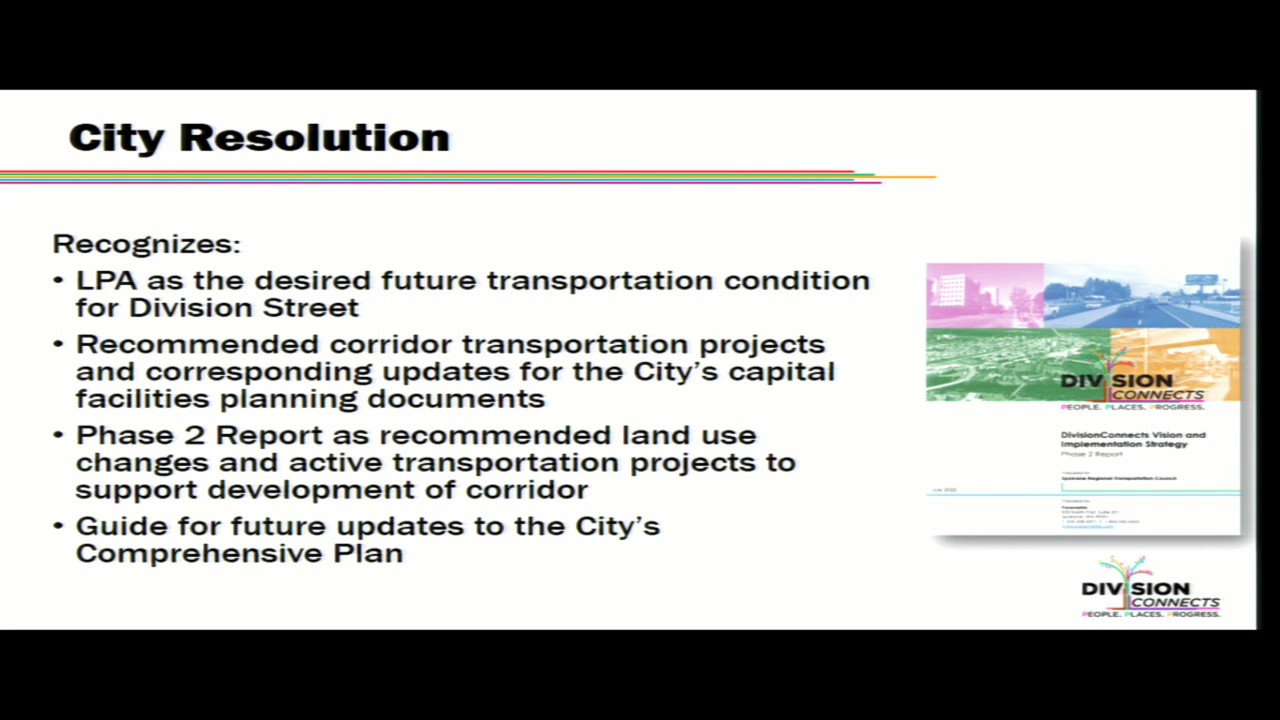 City Resolution
Recognizes:
• LPA as the desired future transportation condition
for Division Street
• Recommended corridor transportation projects
and corresponding updates for the City's capital
facilities planning documents
• Phase 2 Report as recommended land use
changes and active transportation projects to
support development of corridor
• Guide for future updates to the City's
Comprehensive Plan
DIVISION
CONNECTS
PEOPLE. PLACES. PROGRESS.
DivisionConnects Vision and
Implementation Strategy
Phase 2 Report
Spokane Regional Transportation Council
DIVISION
CONNECTS
PEOPLE. PLACES. PROGRESS.